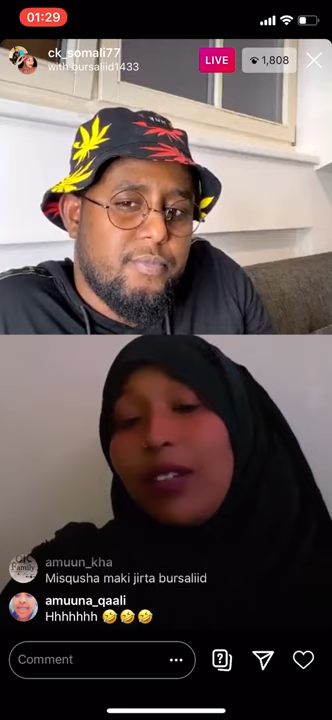 01:29
ck_somali77
with bursaliid1433
LIVE
1,808
amuun_kha
Misqusha maki jirta bursaliid
amuuna_qaali
Hhhhhhh 🤣🤣🤣
Comment